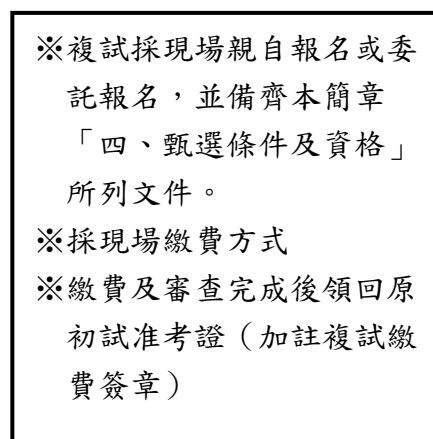 ※複試採現場親自報名或委
託報名，並備齊本簡章
「四、甄選條件及資格」
所列文件。
※採現場繳費方式
※繳費及審查完成後領回原
初試准考證（加註複試繳
費簽章）